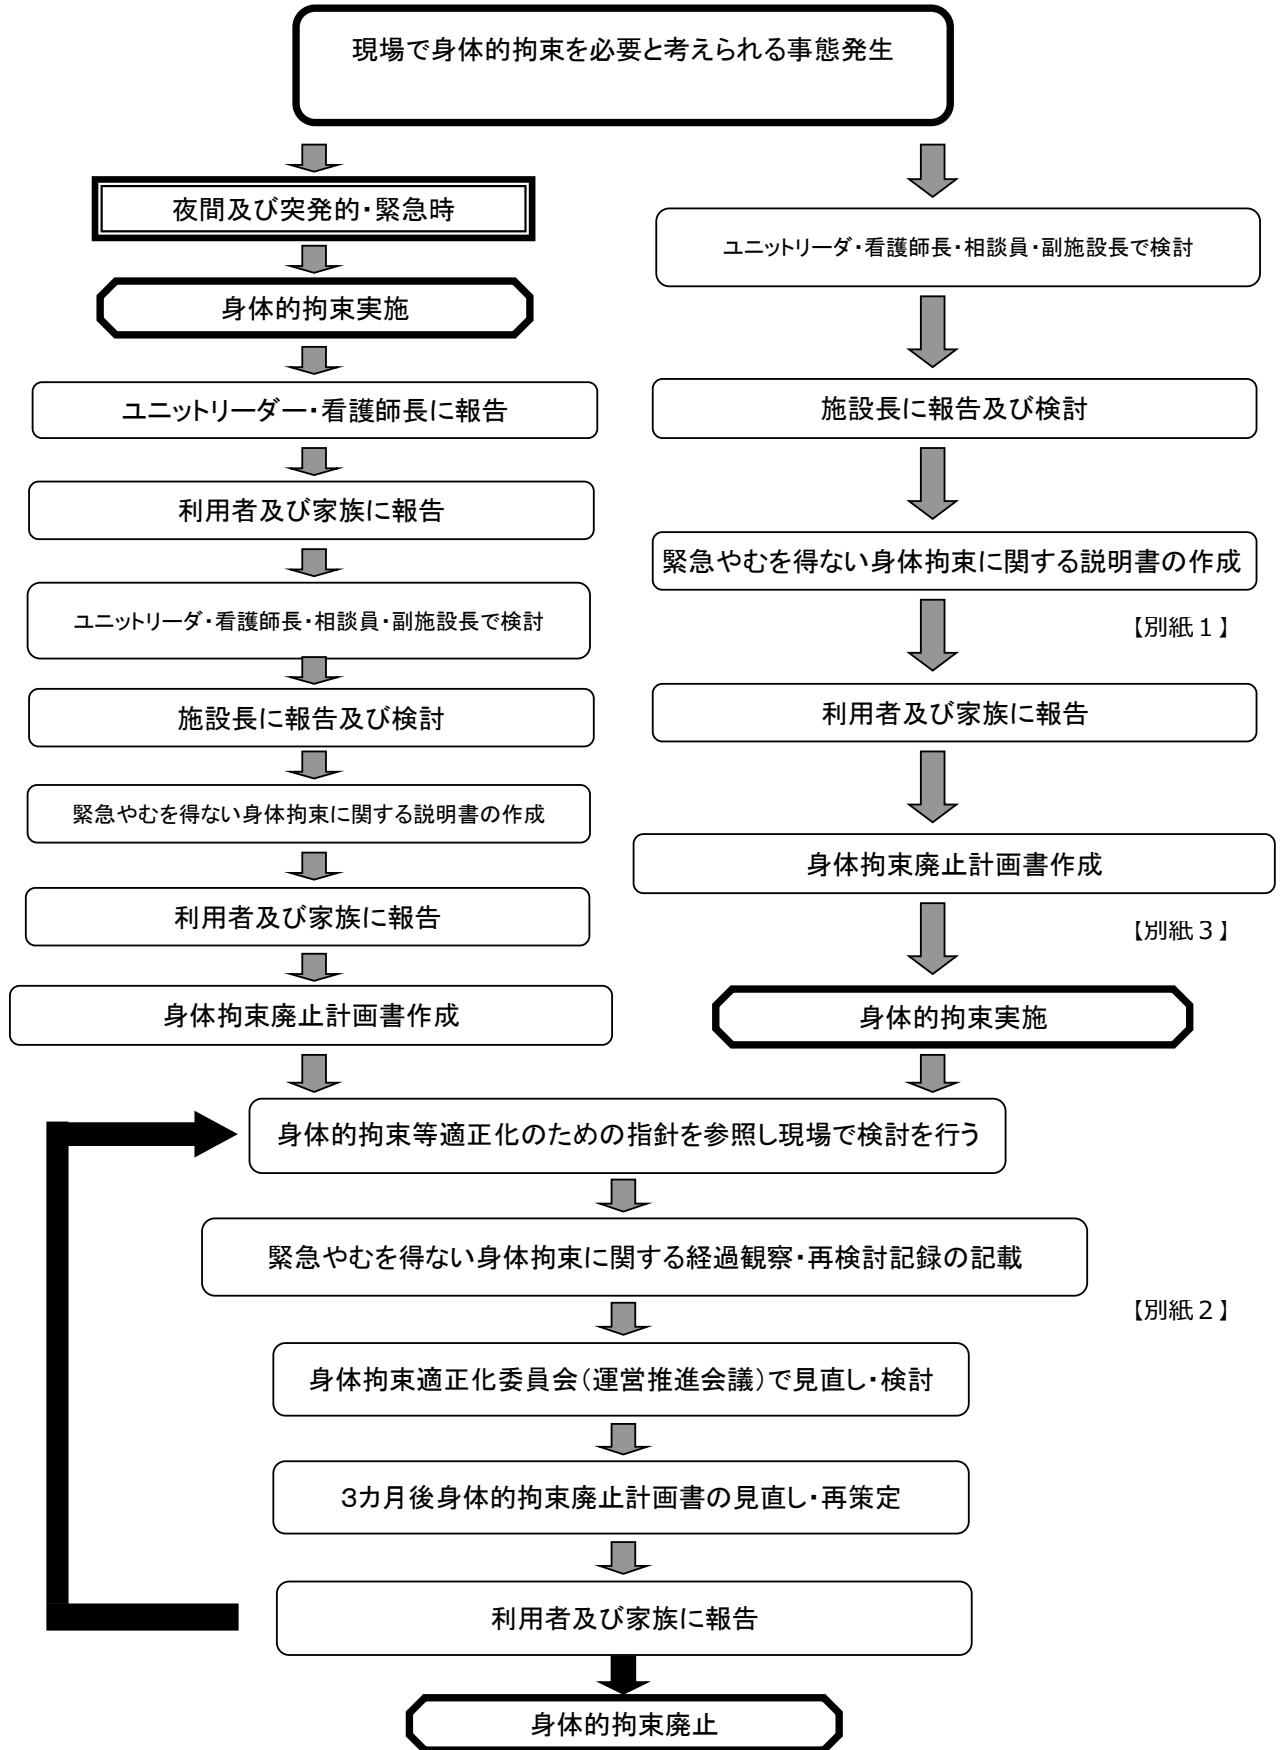 現場で身体的拘束を必要と考えられる事態発生
夜間及び突発的・緊急時
身体的拘束実施
ユニットリーダー・看護師長に報告
利用者及び家族に報告
ユニットリーダ・看護師長・相談員・副施設長で検討
施設長に報告及び検討
緊急やむを得ない身体拘束に関する説明書の作成
利用者及び家族に報告
身体拘束廃止計画書作成
ユニットリーダ・看護師長・相談員・副施設長で検討
施設長に報告及び検討
緊急やむを得ない身体拘束に関する説明書の作成
【別紙1】
利用者及び家族に報告
身体拘束廃止計画書作成
【別紙3】
身体的拘束実施
身体的拘束等適正化のための指針を参照し現場で検討を行う
緊急やむを得ない身体拘束に関する経過観察・再検討記録の記載
【別紙2】
身体拘束適正化委員会(運営推進会議)で見直し・検討
3カ月後身体的拘束廃止計画書の見直し・再策定
利用者及び家族に報告
身体的拘束廃止